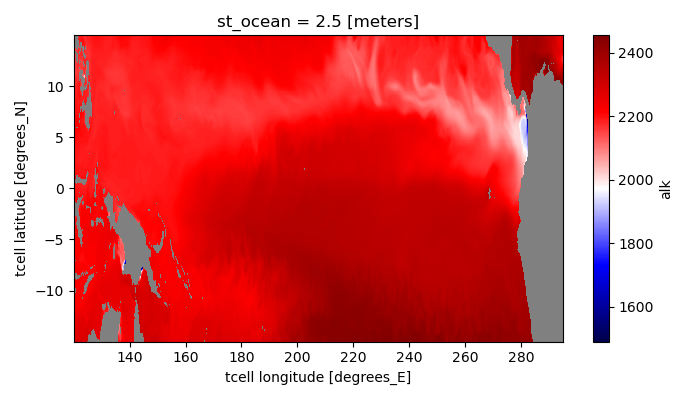 st_ocean = 2.5 [meters]
tcell latitude [degrees_N]
10
5
0
−5
−10
140 160 180 200 220 240 260 280
tcell longitude [degrees_E]
2400
2200
2000
1800
1600
alk